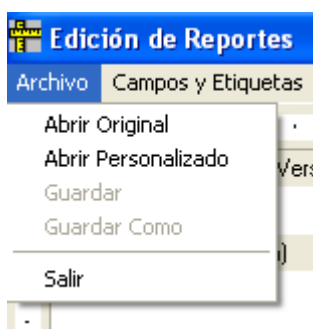 Edición de Reportes
Archivo Campos y Etiquetas
Abrir Original
Abrir Personalizado
Guardar
Guardar Como
Salir